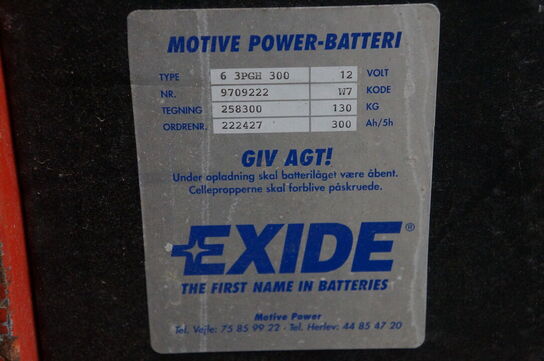 MOTIVE POWER-BATTERI
TYPE 6 3PGH 300 12 VOLT
NR. 9709222 W7 KODE
TEGNING 258300 130 KG
ORDRENR. 222427 300 Ah/5h
GIV AGT!
Under opladning skal batterilåget være åbent.
Cellepropperne skal forblive påskruede.
EXIDE®
THE FIRST NAME IN BATTERIES
Motive Power
Tel. Vejle: 75 85 99 22 - Tel. Herlev: 44 85 47 20